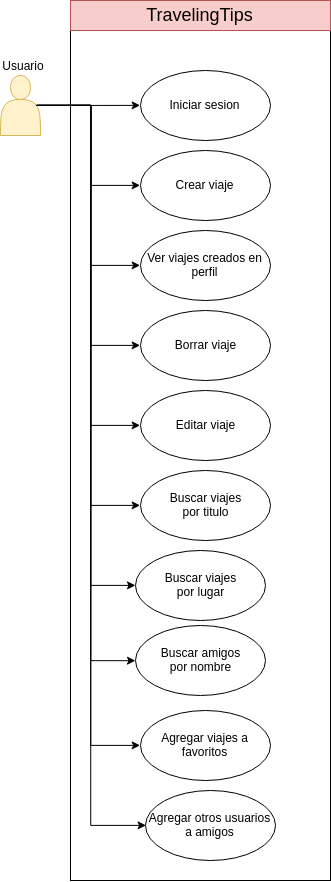 TravelingTips
Usuario
Iniciar sesion
Crear viaje
Ver viajes creados en
perfil
Borrar viaje
Editar viaje
Buscar viajes
por titulo
Buscar viajes
por lugar
Buscar amigos
por nombre
Agregar viajes a
favoritos
Agregar otros usuarios
a amigos